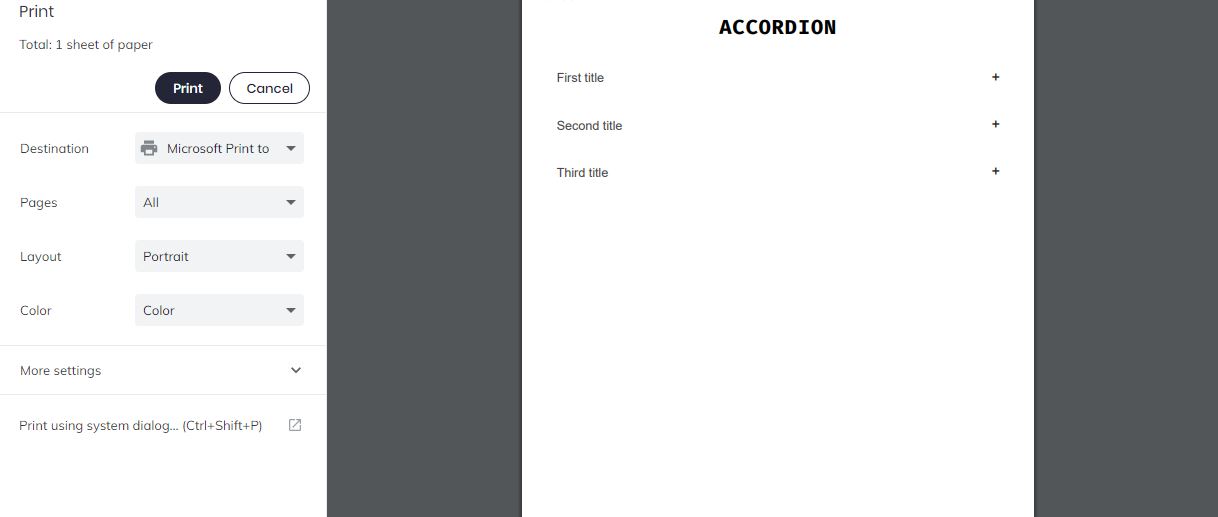 Print
Total: 1 sheet of paper
Print Cancel
Destination Microsoft Print to
Pages All
Layout Portrait
Color Color
More settings
Print using system dialog... (Ctrl+Shift+P)
ACCORDION
First title +
Second title +
Third title +